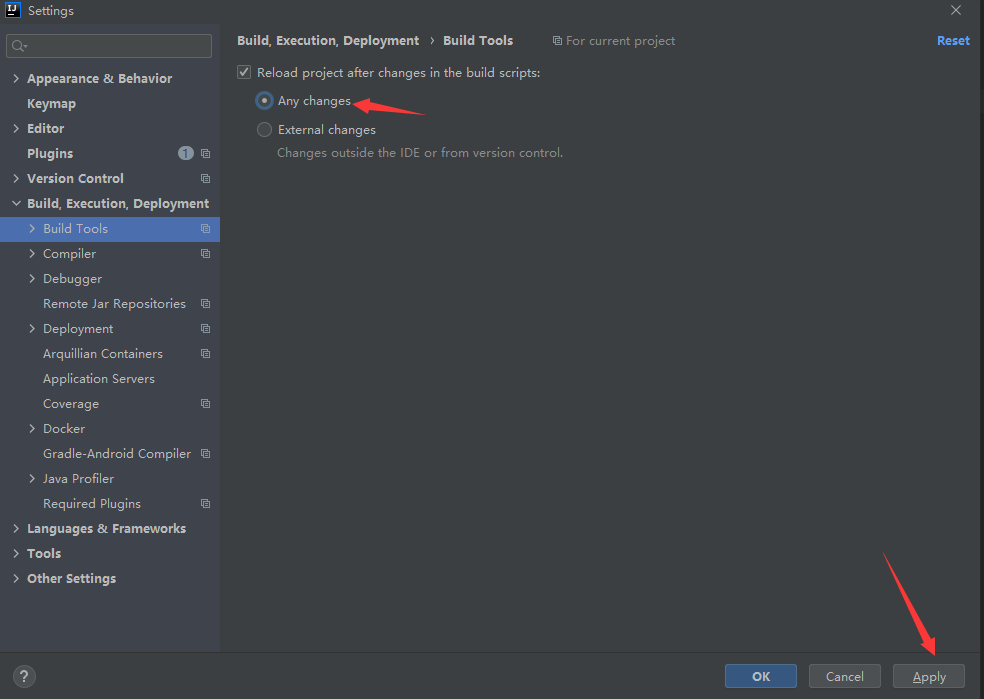 IJ
Settings
Build, Execution, Deployment › Build Tools For current project Reset
Reload project after changes in the build scripts:
Any changes
External changes
Changes outside the IDE or from version control.
Appearance & Behavior
Keymap
Editor
Plugins 1
Version Control
Build, Execution, Deployment
Build Tools
Compiler
Debugger
Remote Jar Repositories
Deployment
Arquillian Containers
Application Servers
Coverage
Docker
Gradle-Android Compiler
Java Profiler
Required Plugins
Languages & Frameworks
Tools
Other Settings
? OK Cancel Apply